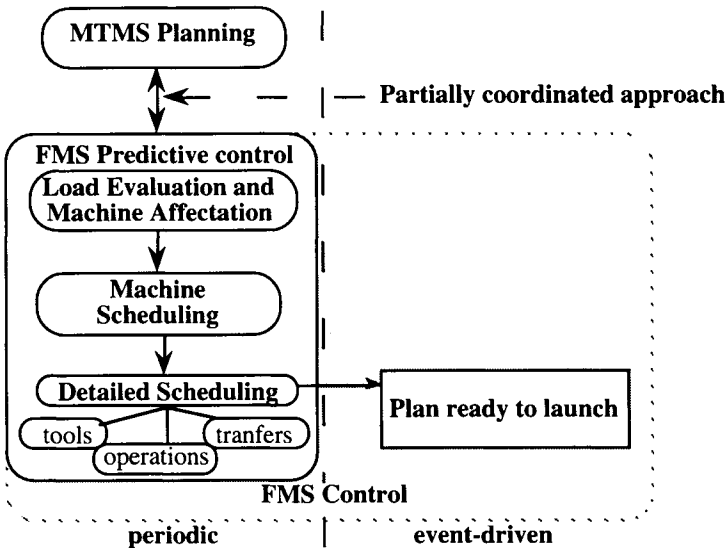 MTMS Planning
Partially coordinated approach
FMS Predictive control
Load Evaluation and
Machine Affectation
Machine
Scheduling
Detailed Scheduling
tools
tranfers
operations
Plan ready to launch
FMS Control
periodic
event-driven